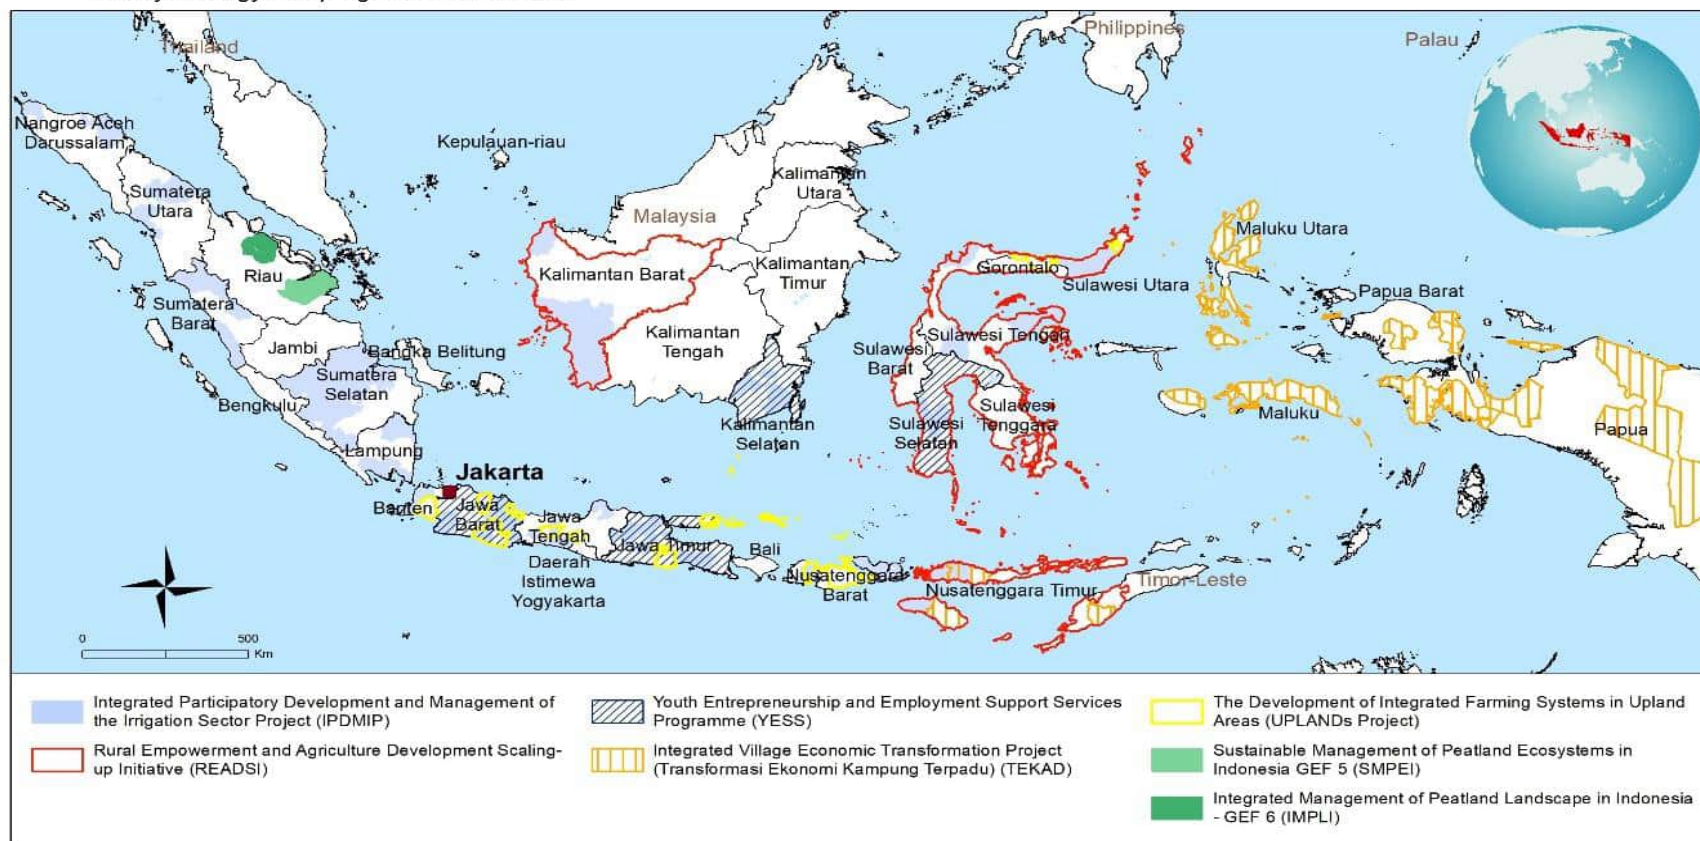 Thailand
Philippines
Palau
Nangroe Aceh
Darussalam
Kepulauan-riau
Sumatera
Utara
Malaysia
Kalimantan
Utara
Maluku Utara
Riau
Kalimantan Barat
Kalimantan
Timur
Gorontalo
Sulawesi Utara
Papua Barat
Sumatera
Barat
Kalimantan
Tengah
Sulawesi Tengah
Jambi
Bangka Belitung
Sulawesi
Barat
Sumatera
Selatan
Bengkulu
Sulawesi
Tenggara
Maluku
Kalimantan
Selatan
Sulawesi
Selatan
Papua
Lampung
Jakarta
Banten
Jawa
Barat
Jawa
Tengah
Jawa Timur
Bali
Daerah
Istimewa
Yogyakarta
Nusatenggara
Barat
Nusatenggara Timur
Timor-Leste
0 500
Km
Integrated Participatory Development and Management of
the Irrigation Sector Project (IPDMIP)
Rural Empowerment and Agriculture Development Scaling-
up Initiative (READSI)
Youth Entrepreneurship and Employment Support Services
Programme (YESS)
Integrated Village Economic Transformation Project
(Transformasi Ekonomi Kampung Terpadu) (TEKAD)
The Development of Integrated Farming Systems in Upland
Areas (UPLANDs Project)
Sustainable Management of Peatland Ecosystems in
Indonesia GEF 5 (SMPEI)
Integrated Management of Peatland Landscape in Indonesia
- GEF 6 (IMPLI)